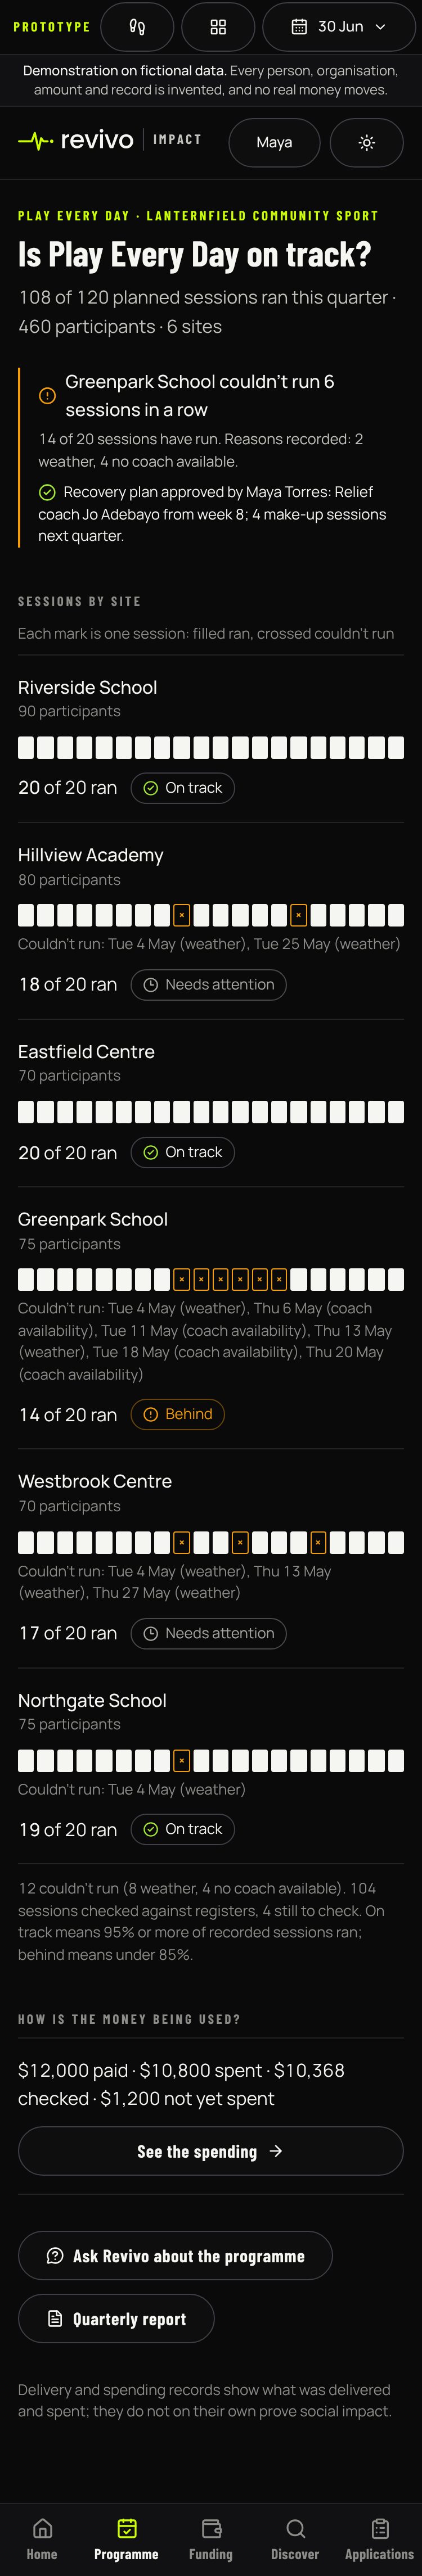 PROTOTYPE
30 Jun
Demonstration on fictional data. Every person, organisation,
amount and record is invented, and no real money moves.
revivo
IMPACT
Maya
PLAY EVERY DAY · LANTERNFIELD COMMUNITY SPORT
Is Play Every Day on track?
108 of 120 planned sessions ran this quarter ·
460 participants · 6 sites
Greenpark School couldn't run 6
sessions in a row
14 of 20 sessions have run. Reasons recorded: 2
weather, 4 no coach available.
Recovery plan approved by Maya Torres: Relief
coach Jo Adebayo from week 8; 4 make-up sessions
next quarter.
SESSIONS BY SITE
Each mark is one session: filled ran, crossed couldn't run
Riverside School
90 participants
20 of 20 ran
On track
Hillview Academy
80 participants
Couldn't run: Tue 4 May (weather), Tue 25 May (weather)
18 of 20 ran
Needs attention
Eastfield Centre
70 participants
20 of 20 ran
On track
Greenpark School
75 participants
Couldn't run: Tue 4 May (weather), Thu 6 May (coach
availability), Tue 11 May (coach availability), Thu 13 May
(weather), Tue 18 May (coach availability), Thu 20 May
(coach availability)
14 of 20 ran
Behind
Westbrook Centre
70 participants
Couldn't run: Tue 4 May (weather), Thu 13 May
(weather), Thu 27 May (weather)
17 of 20 ran
Needs attention
Northgate School
75 participants
Couldn't run: Tue 4 May (weather)
19 of 20 ran
On track
12 couldn't run (8 weather, 4 no coach available). 104
sessions checked against registers, 4 still to check. On
track means 95% or more of recorded sessions ran;
behind means under 85%.
HOW IS THE MONEY BEING USED?
$12,000 paid · $10,800 spent · $10,368
checked · $1,200 not yet spent
See the spending
Ask Revivo about the programme
Quarterly report
Delivery and spending records show what was delivered
and spent; they do not on their own prove social impact.
Home
Programme
Funding
Discover
Applications